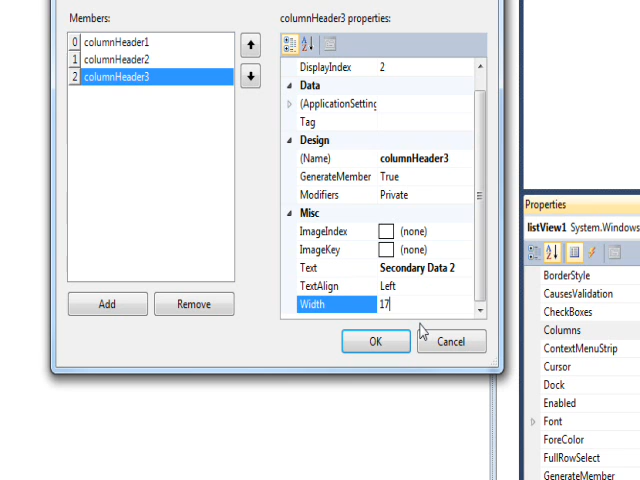 Members:
0 columnHeader1
1 columnHeader2
2 columnHeader3
Add
Remove
columnHeader3 properties:
DisplayIndex 2
Data
(ApplicationSetting
Tag
Design
(Name) columnHeader3
GenerateMember True
Modifiers Private
Misc
ImageIndex (none)
ImageKey (none)
Text Secondary Data 2
TextAlign Left
Width 17
OK
Cancel
Properties
listView1 System.Windows
BorderStyle
CausesValidation
CheckBoxes
Columns
ContextMenuStrip
Cursor
Dock
Enabled
Font
ForeColor
FullRowSelect
GenerateMember